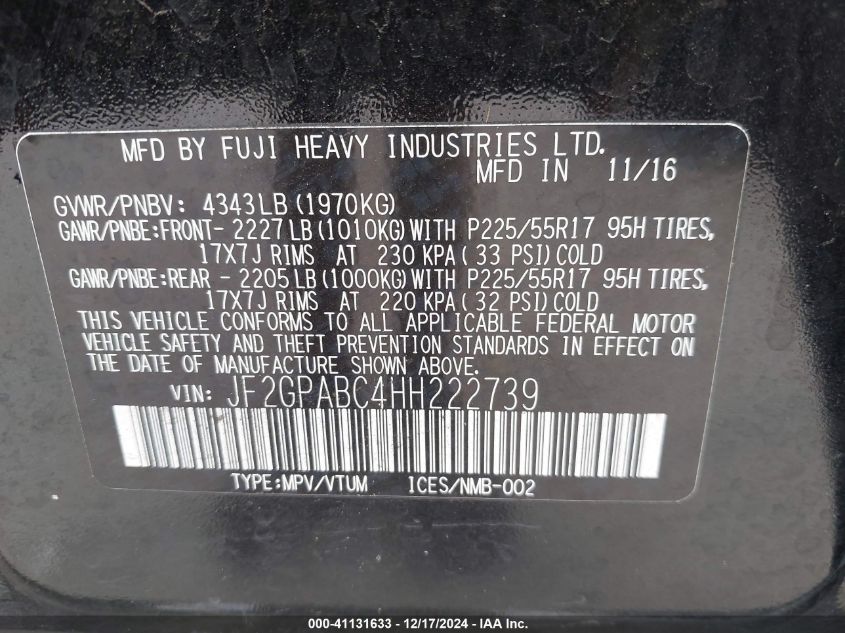 MFD BY FUJI HEAVY INDUSTRIES LTD.
MFD IN 11/16
GVWR/PNBV: 4343LB (1970KG)
GAWR/PNBE:FRONT- 2227LB (1010KG) WITH P225/55R17 95H TIRES,
17X7J RIMS AT 230 KPA ( 33 PSI) COLD
GAWR/PNBE:REAR - 2205LB (1000KG) WITH P225/55R17 95H TIRES,
17X7J RIMS AT 220 KPA ( 32 PSI) COLD
THIS VEHICLE CONFORMS TO ALL APPLICABLE FEDERAL MOTOR
VEHICLE SAFETY AND THEFT PREVENTION STANDARDS IN EFFECT ON
THE DATE OF MANUFACTURE SHOWN ABOVE.
VIN: JF2GPABC4HH222739
TYPE:MPV/VTUM ICES/NMB-002
000-41131633 - 12/17/2024 - IAA Inc.